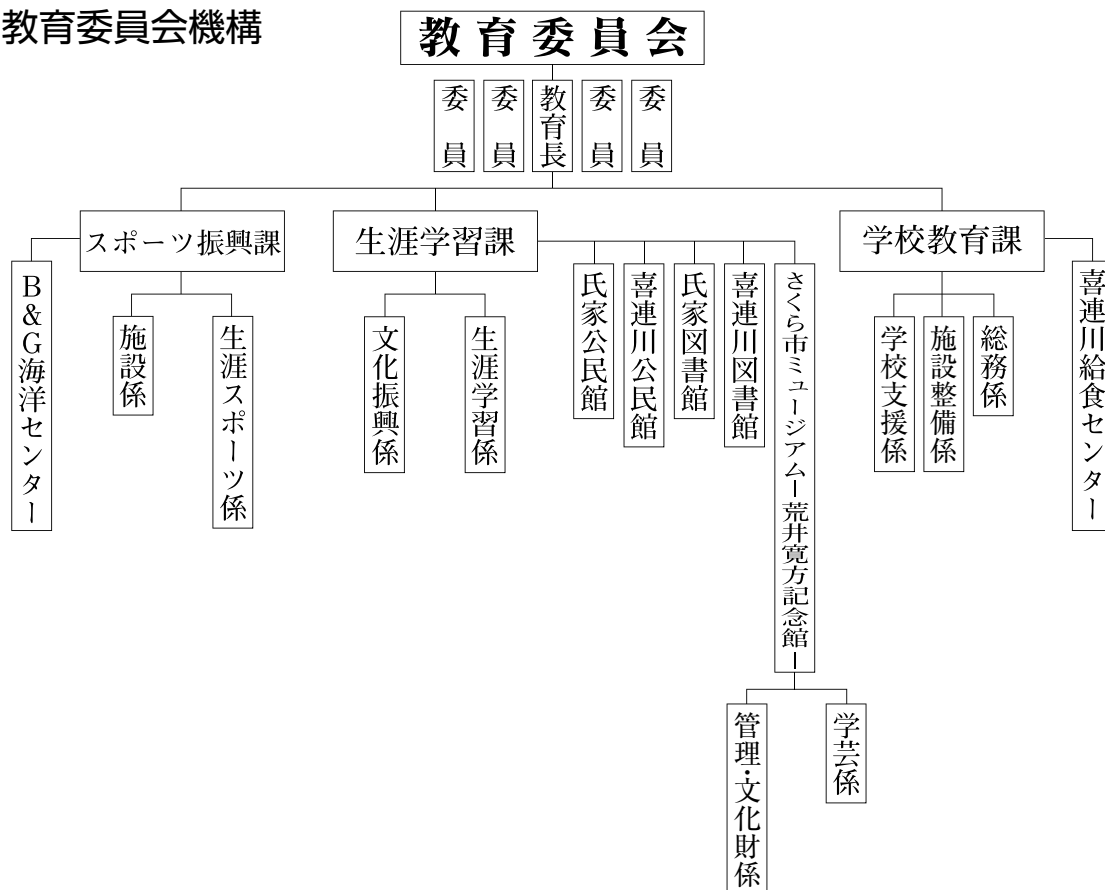 教育委員会機構
教育委員会
委員
委員
教育長
委員
委員
スポーツ振興課
生涯学習課
学校教育課
B&G海洋センター
施設係
生涯スポーツ係
文化振興係
生涯学習係
氏家公民館
喜連川公民館
氏家図書館
喜連川図書館
さくら市ミュージアムー荒井寛方記念館ー
学校支援係
施設整備係
総務係
喜連川給食センター
管理・文化財係
学芸係